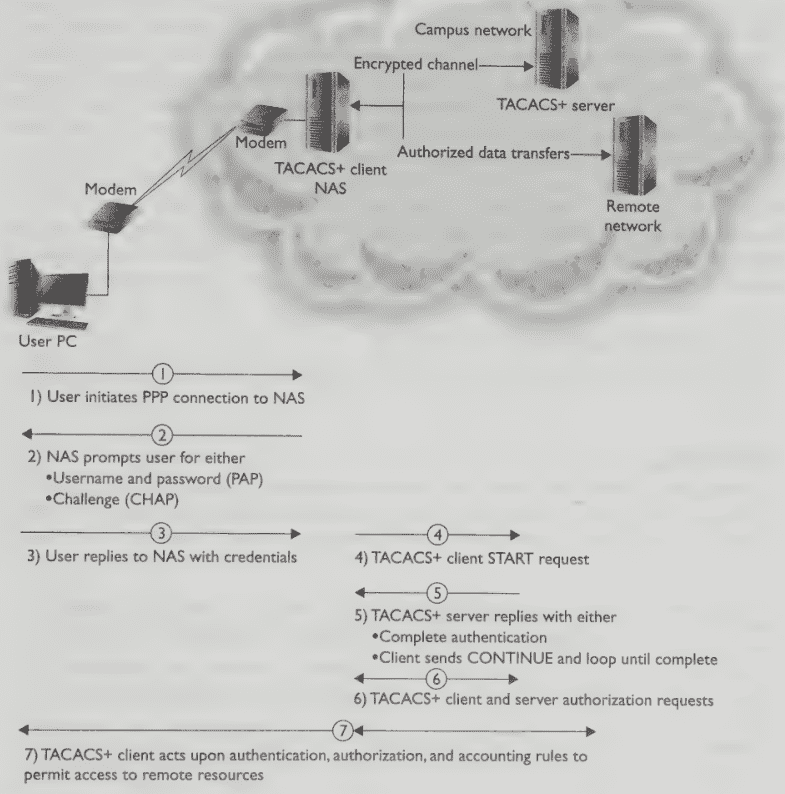 Campus network
Encrypted channel
TACACS+ server
Modem
TACACS+ client
NAS
Authorized data transfers
Modem
Remote
network
User PC
1
1) User initiates PPP connection to NAS
2
2) NAS prompts user for either
•Username and password (PAP)
•Challenge (CHAP)
3
3) User replies to NAS with credentials
4
4) TACACS+ client START request
5
5) TACACS+ server replies with either
•Complete authentication
•Client sends CONTINUE and loop until complete
6
6) TACACS+ client and server authorization requests
7
7) TACACS+ client acts upon authentication, authorization, and accounting rules to
permit access to remote resources